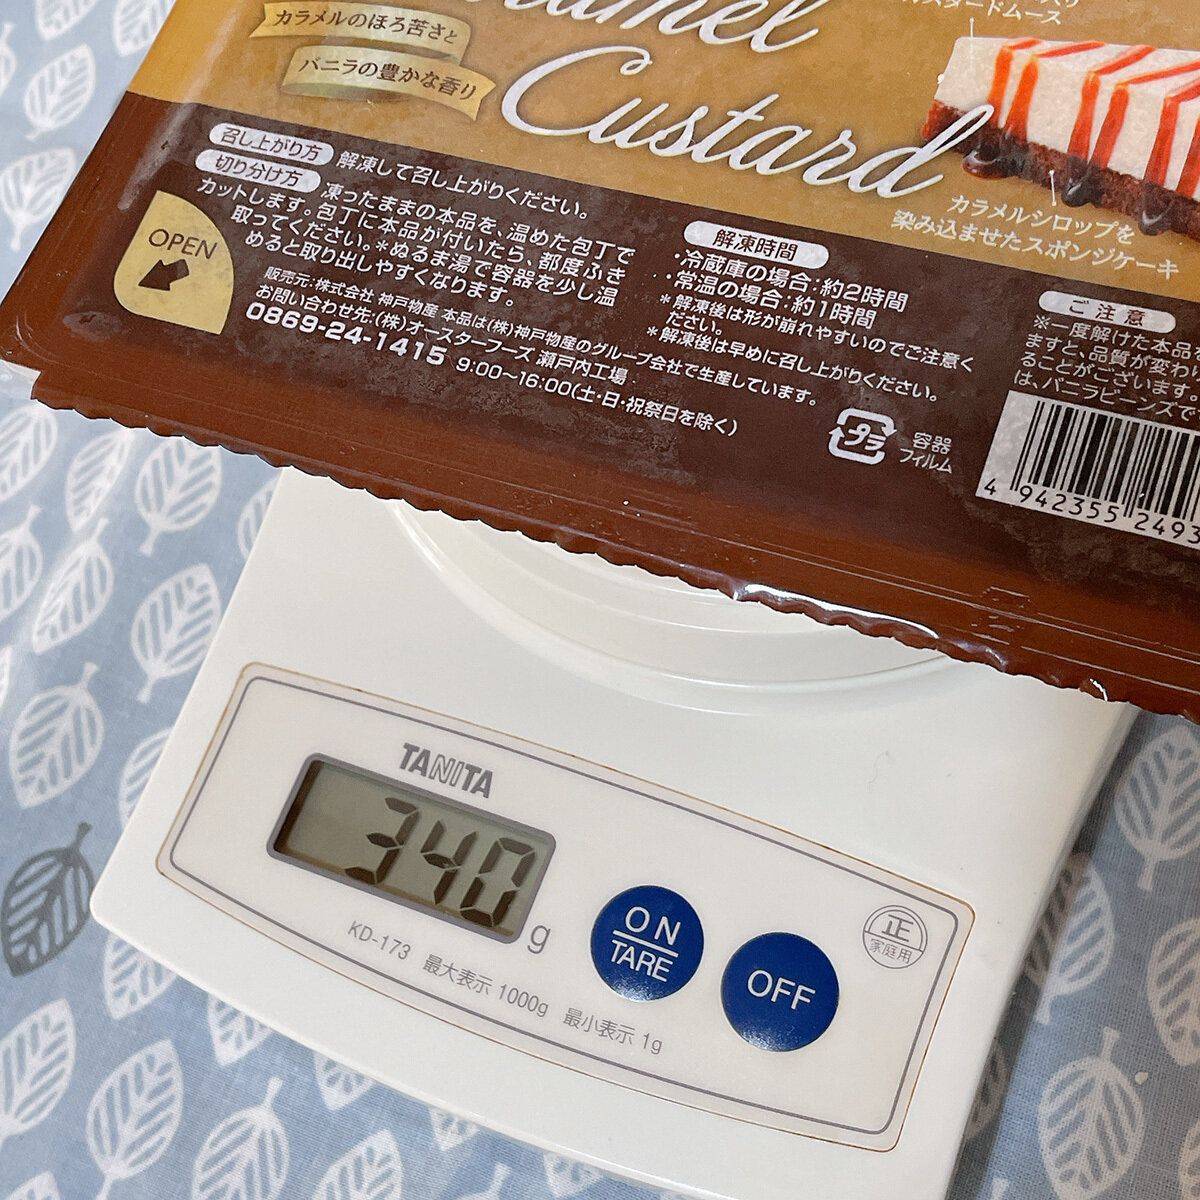 カラメルのほろ苦さと
バニラの豊かな香り
Custard
カスタードムース
カラメルシロップを
染み込ませたスポンジケーキ
召し上がり方 解凍して召し上がりください。
切り分け方 凍ったままの本品を、温めた包丁で
カットします。包丁に本品が付いたら、都度ふき
取ってください。*ぬるま湯で容器を少し温
めると取り出しやすくなります。
OPEN
販売元:株式会社 神戸物産 本品は(株)神戸物産のグループ会社で生産しています。
お問い合わせ先:(株)オースターフーズ 瀬戸内工場
0869-24-1415 9:00~16:00(土・日・祝祭日を除く)
解凍時間
・冷蔵庫の場合:約2時間
・常温の場合:約1時間
*解凍後は形が崩れやすいのでご注意く
ださい。
*解凍後は早めに召し上がりください。
プラ
容器
フィルム
ご注意
※一度解けた本品
ますと、品質が変わ
ることがございます。
は、バニラビーンズで
4 942355 2493
TANITA
340 g
KD-173 最大表示 1000g 最小表示 1g
ON
TARE
OFF
正
家庭用